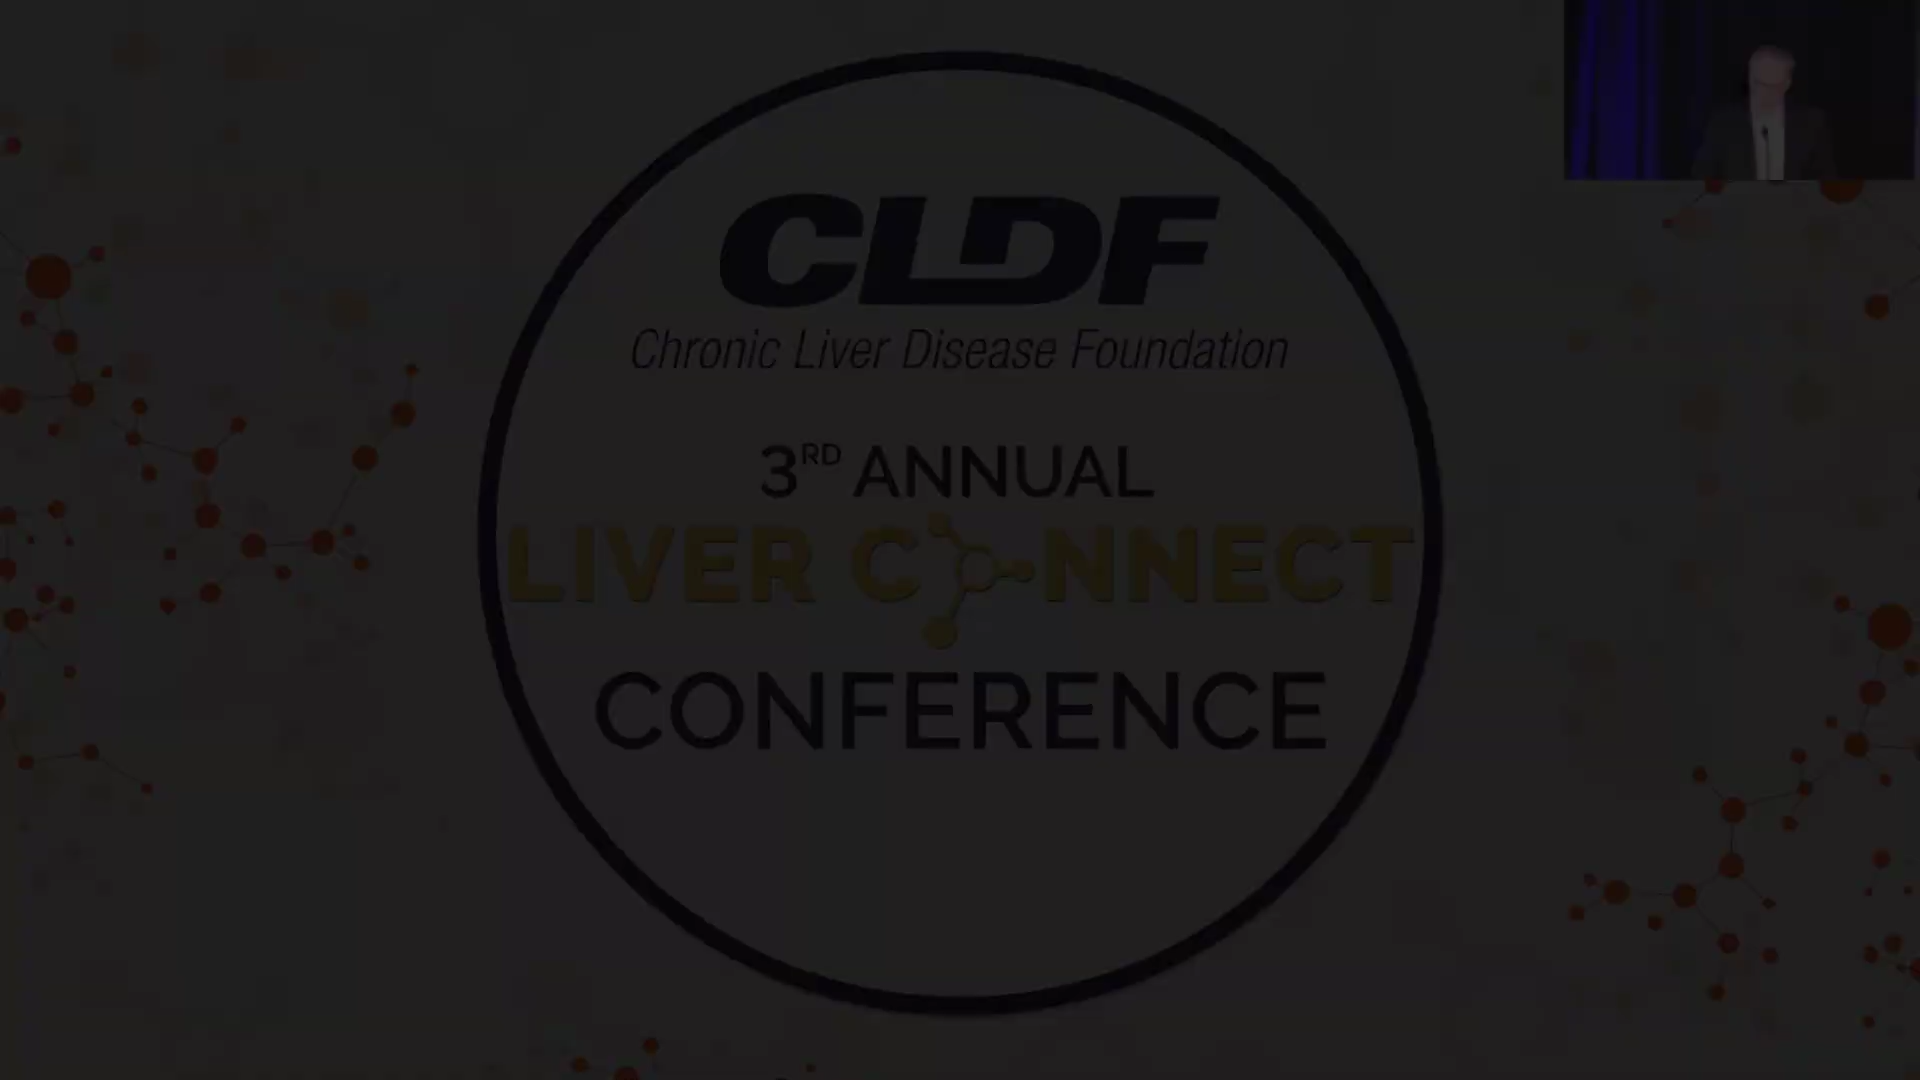 CLDF
Chronic Liver Disease Foundation
3RD ANNUAL
LIVER CONNECT
CONFERENCE